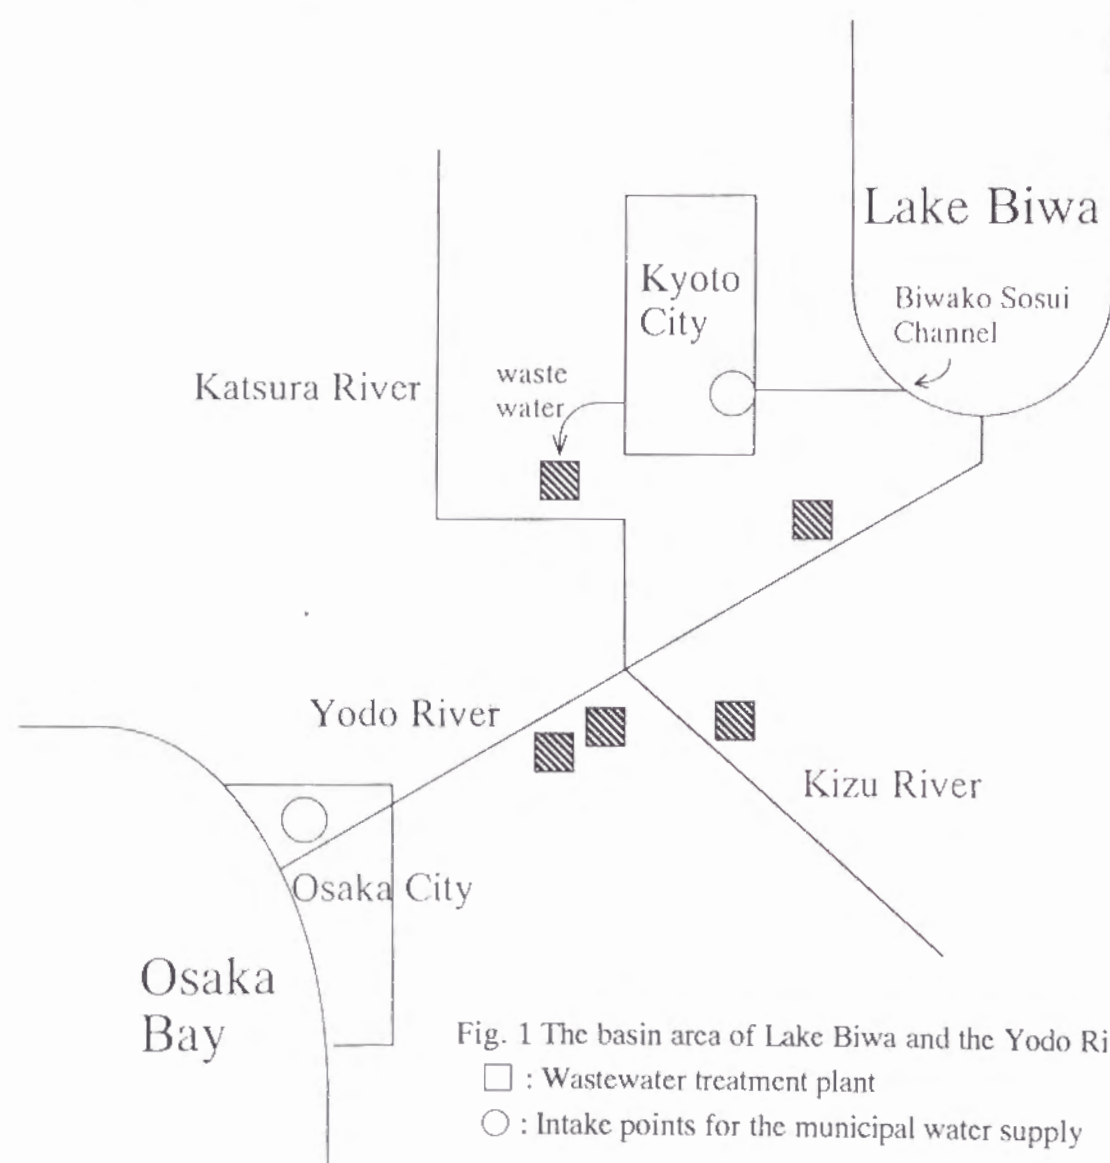 Lake Biwa
Kyoto
City
Biwako Sosui
Channel
Katsura River
waste
water
Yodo River
Kizu River
Osaka City
Osaka
Bay
Fig. 1 The basin area of Lake Biwa and the Yodo Ri
: Wastewater treatment plant
: Intake points for the municipal water supply